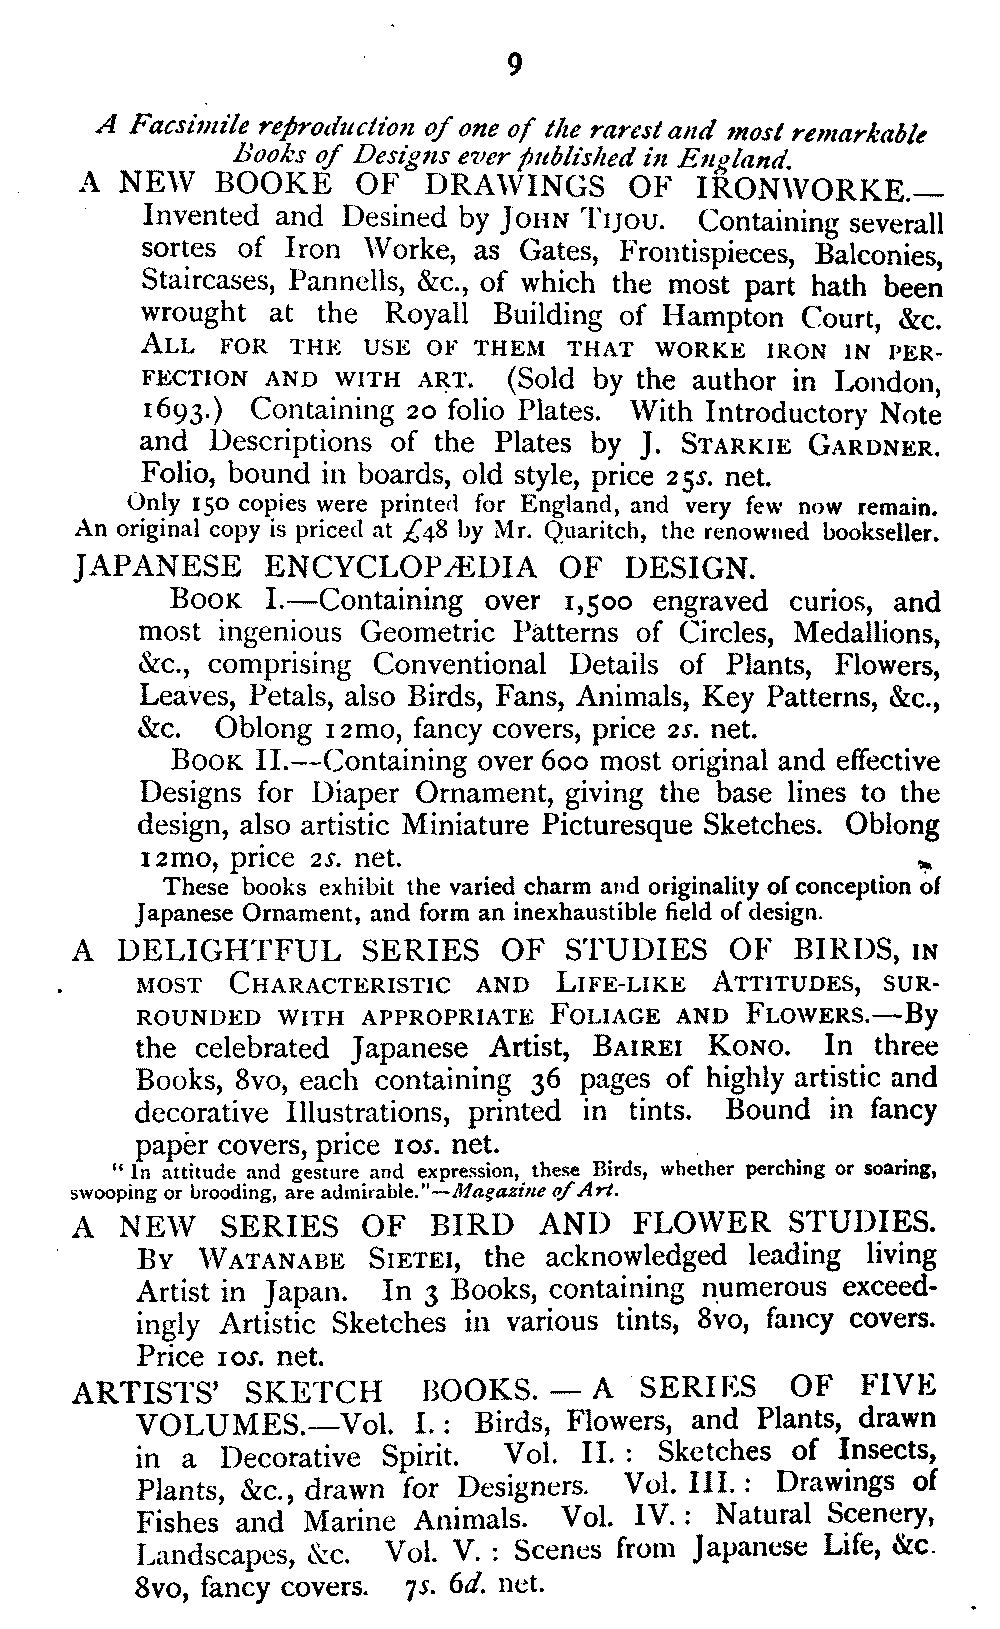 9
A Facsimile reproduction of one of the rarest and most remarkable
Books of Designs ever published in England.
A NEW BOOKE OF DRAWINGS OF IRONWORKE.—
Invented and Desined by JOHN TIJOU. Containing severall
sortes of Iron Worke, as Gates, Frontispieces, Balconies,
Staircases, Pannells, &c., of which the most part hath been
wrought at the Royall Building of Hampton Court, &c.
ALL FOR THE USE OF THEM THAT WORKE IRON IN PER-
FECTION AND WITH ART. (Sold by the author in London,
1693.) Containing 20 folio Plates. With Introductory Note
and Descriptions of the Plates by J. STARKIE GARDNER.
Folio, bound in boards, old style, price 25s. net.
Only 150 copies were printed for England, and very few now remain.
An original copy is priced at £48 by Mr. Quaritch, the renowned bookseller.
JAPANESE ENCYCLOPÆDIA OF DESIGN.
BOOK I.—Containing over 1,500 engraved curios, and
most ingenious Geometric Patterns of Circles, Medallions,
&c., comprising Conventional Details of Plants, Flowers,
Leaves, Petals, also Birds, Fans, Animals, Key Patterns, &c.,
&c. Oblong 12mo, fancy covers, price 2s. net.
BOOK II.—Containing over 600 most original and effective
Designs for Diaper Ornament, giving the base lines to the
design, also artistic Miniature Picturesque Sketches. Oblong
12mo, price 2s. net.
These books exhibit the varied charm and originality of conception of
Japanese Ornament, and form an inexhaustible field of design.
A DELIGHTFUL SERIES OF STUDIES OF BIRDS, IN
MOST CHARACTERISTIC AND LIFE-LIKE ATTITUDES, SUR-
ROUNDED WITH APPROPRIATE FOLIAGE AND FLOWERS.—By
the celebrated Japanese Artist, BAIREI KONO. In three
Books, 8vo, each containing 36 pages of highly artistic and
decorative Illustrations, printed in tints. Bound in fancy
paper covers, price 10s. net.
"In attitude and gesture and expression, these Birds, whether perching or soaring,
swooping or brooding, are admirable."—Magazine of Art.
A NEW SERIES OF BIRD AND FLOWER STUDIES.
BY WATANABE SIETEI, the acknowledged leading living
Artist in Japan. In 3 Books, containing numerous exceed-
ingly Artistic Sketches in various tints, 8vo, fancy covers.
Price 10s. net.
ARTISTS' SKETCH BOOKS.—A SERIES OF FIVE
VOLUMES.—Vol. I.: Birds, Flowers, and Plants, drawn
in a Decorative Spirit. Vol. II.: Sketches of Insects,
Plants, &c., drawn for Designers. Vol. III.: Drawings of
Fishes and Marine Animals. Vol. IV.: Natural Scenery,
Landscapes, &c. Vol. V.: Scenes from Japanese Life, &c.
8vo, fancy covers. 7s. 6d. net.